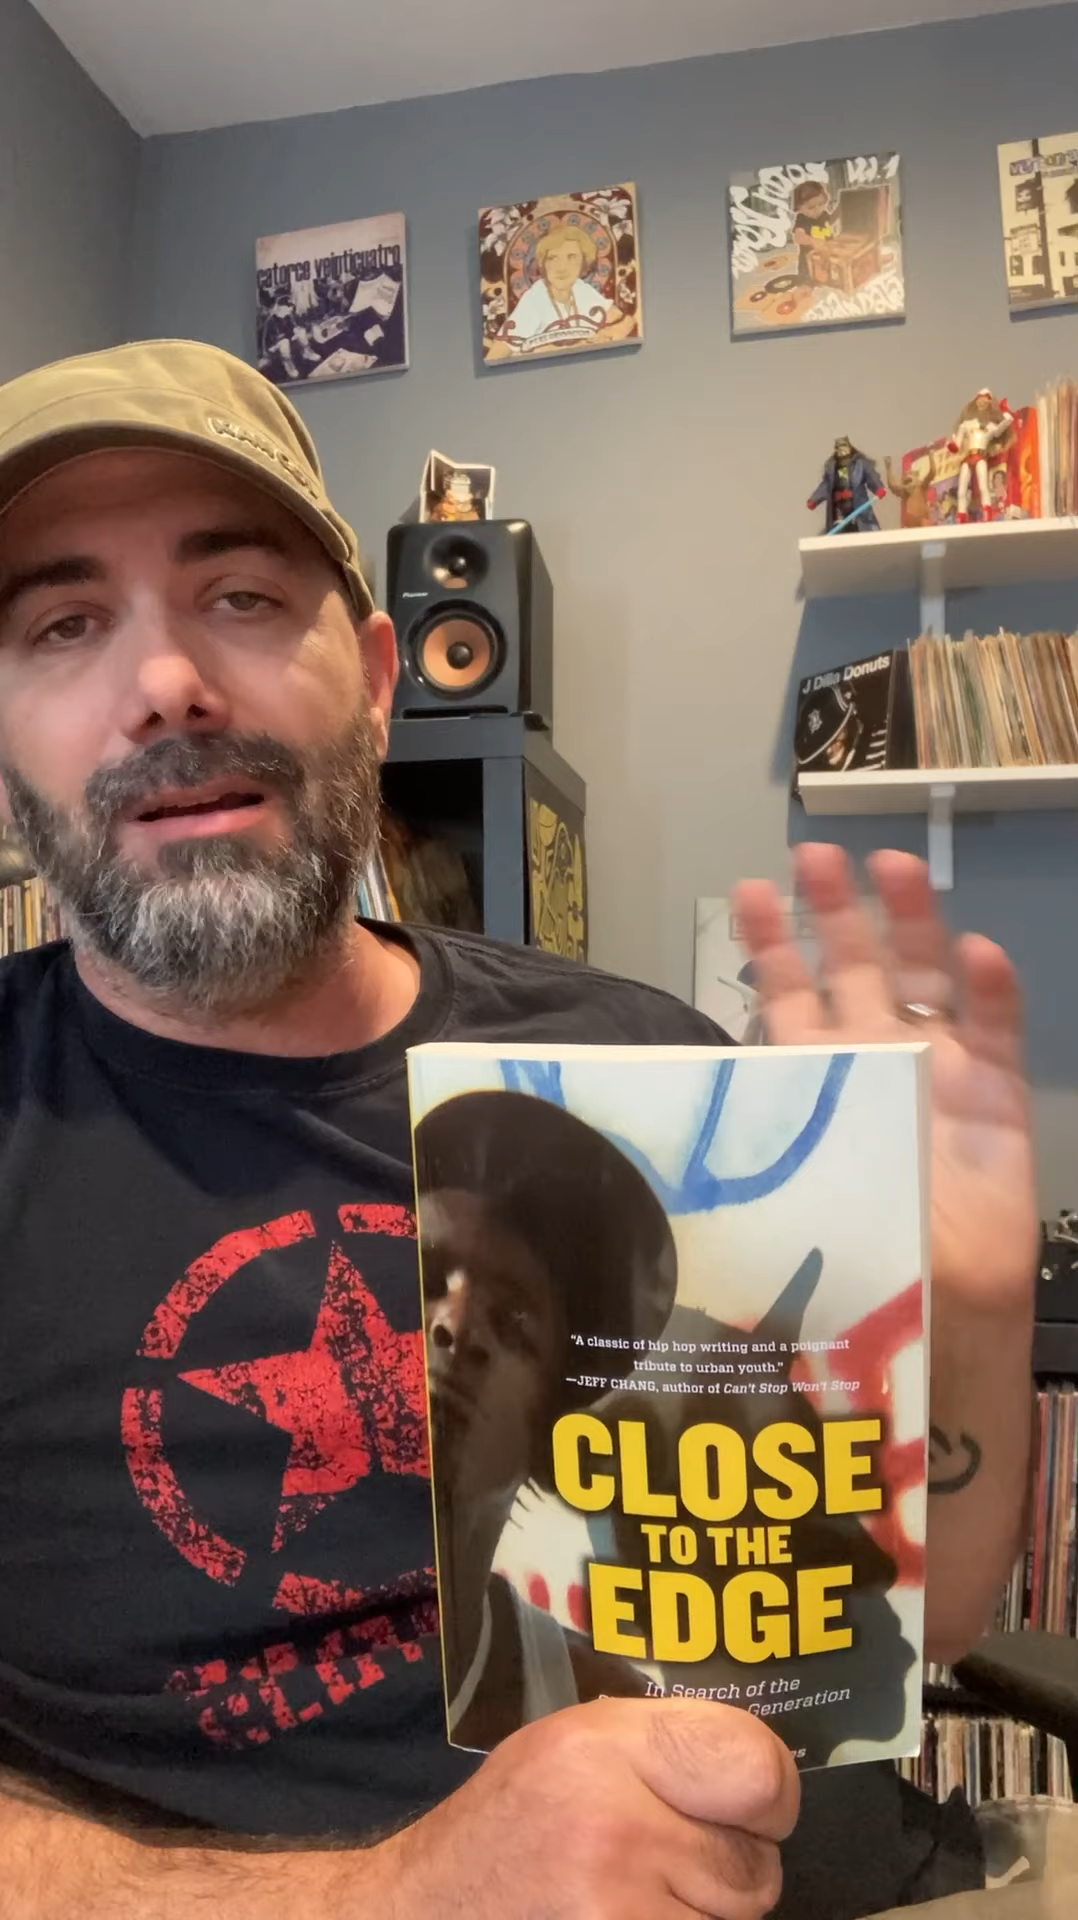 catorce veinticuatro
Pioneer
J Dilla Donuts
"A classic of hip hop writing and a poignant
tribute to urban youth."
—JEFF CHANG, author of Can't Stop Won't Stop
CLOSE
TO THE
EDGE
In Search of the
Generation